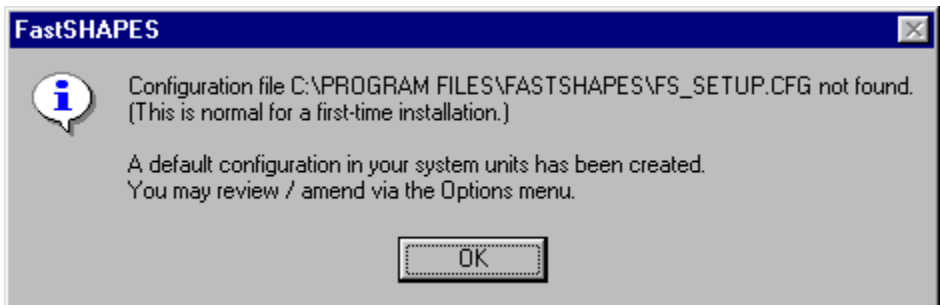 FastSHAPES
Configuration file C:\PROGRAM FILES\FASTSHAPES\FS_SETUP.CFG not found.
(This is normal for a first-time installation.)
A default configuration in your system units has been created.
You may review / amend via the Options menu.
OK